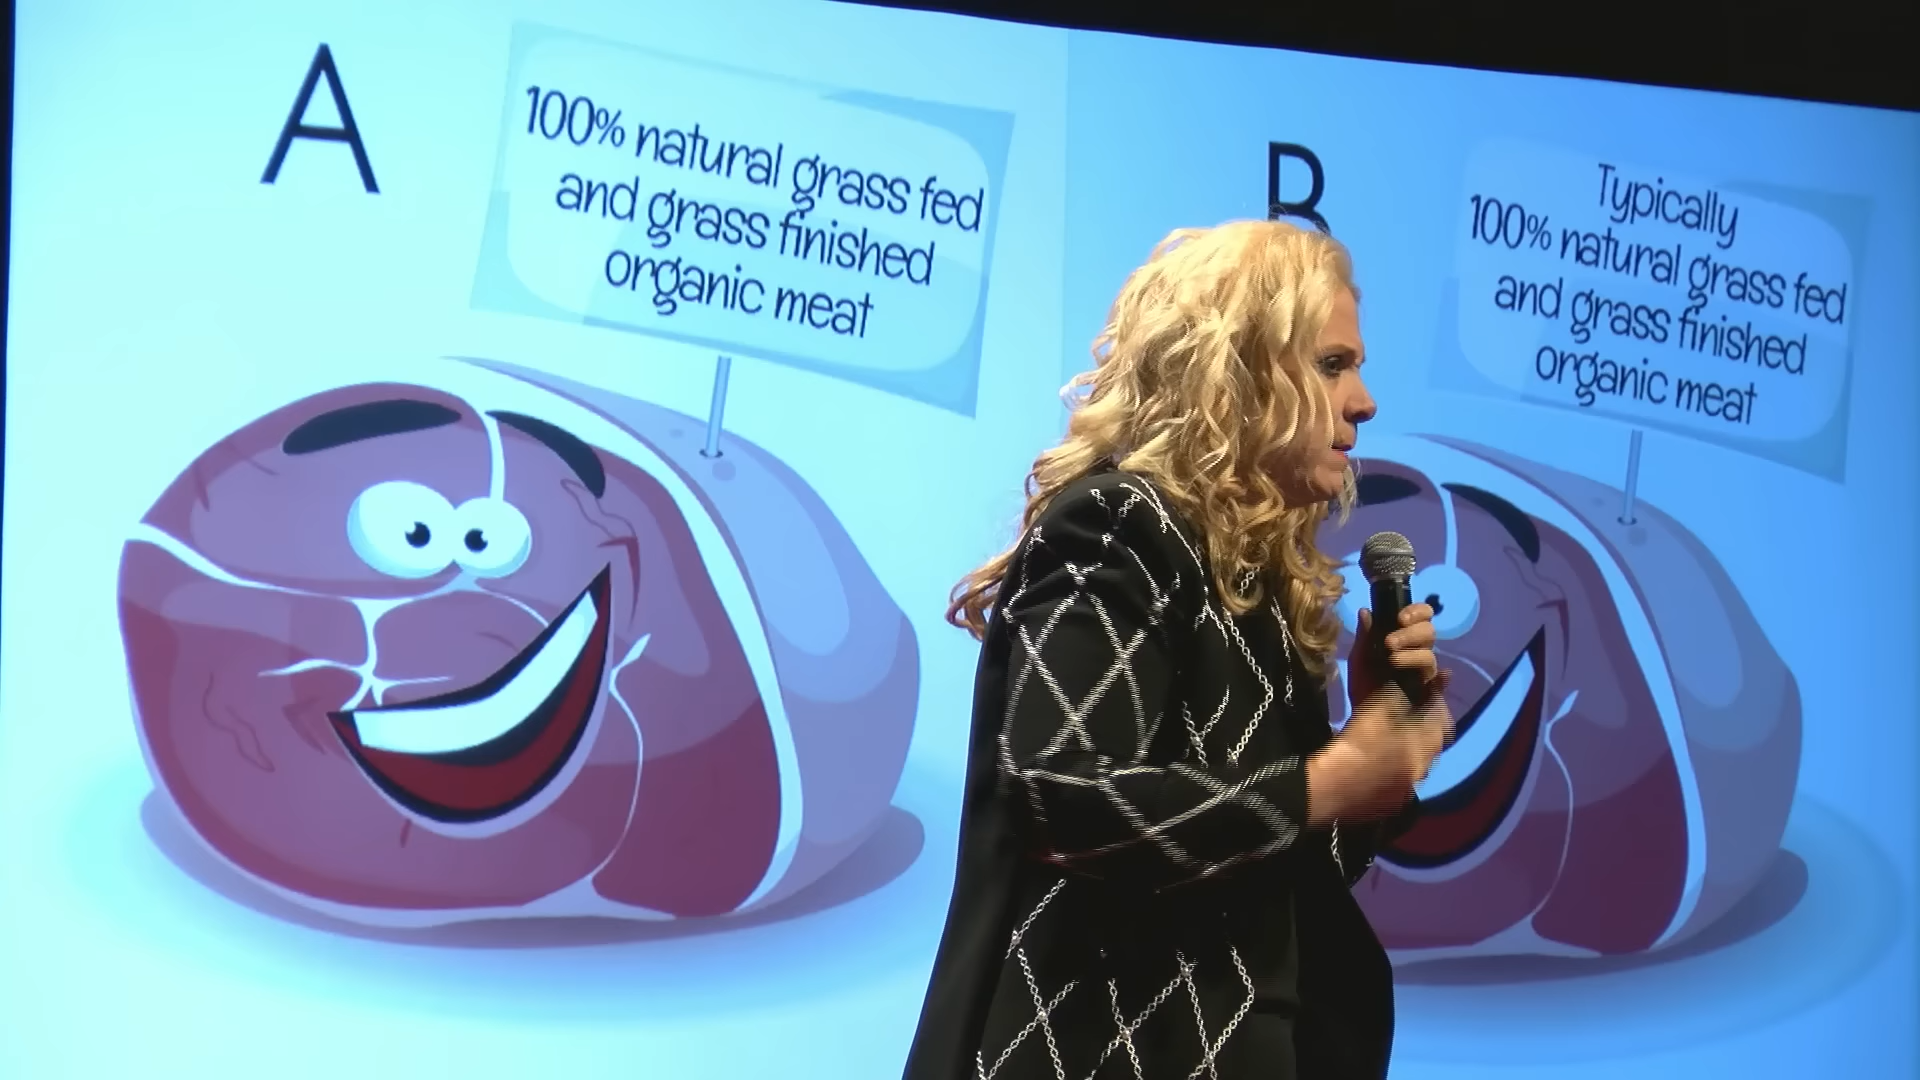 A
100% natural grass fed
and grass finished
organic meat
B
Typically
100% natural grass fed
and grass finished
organic meat